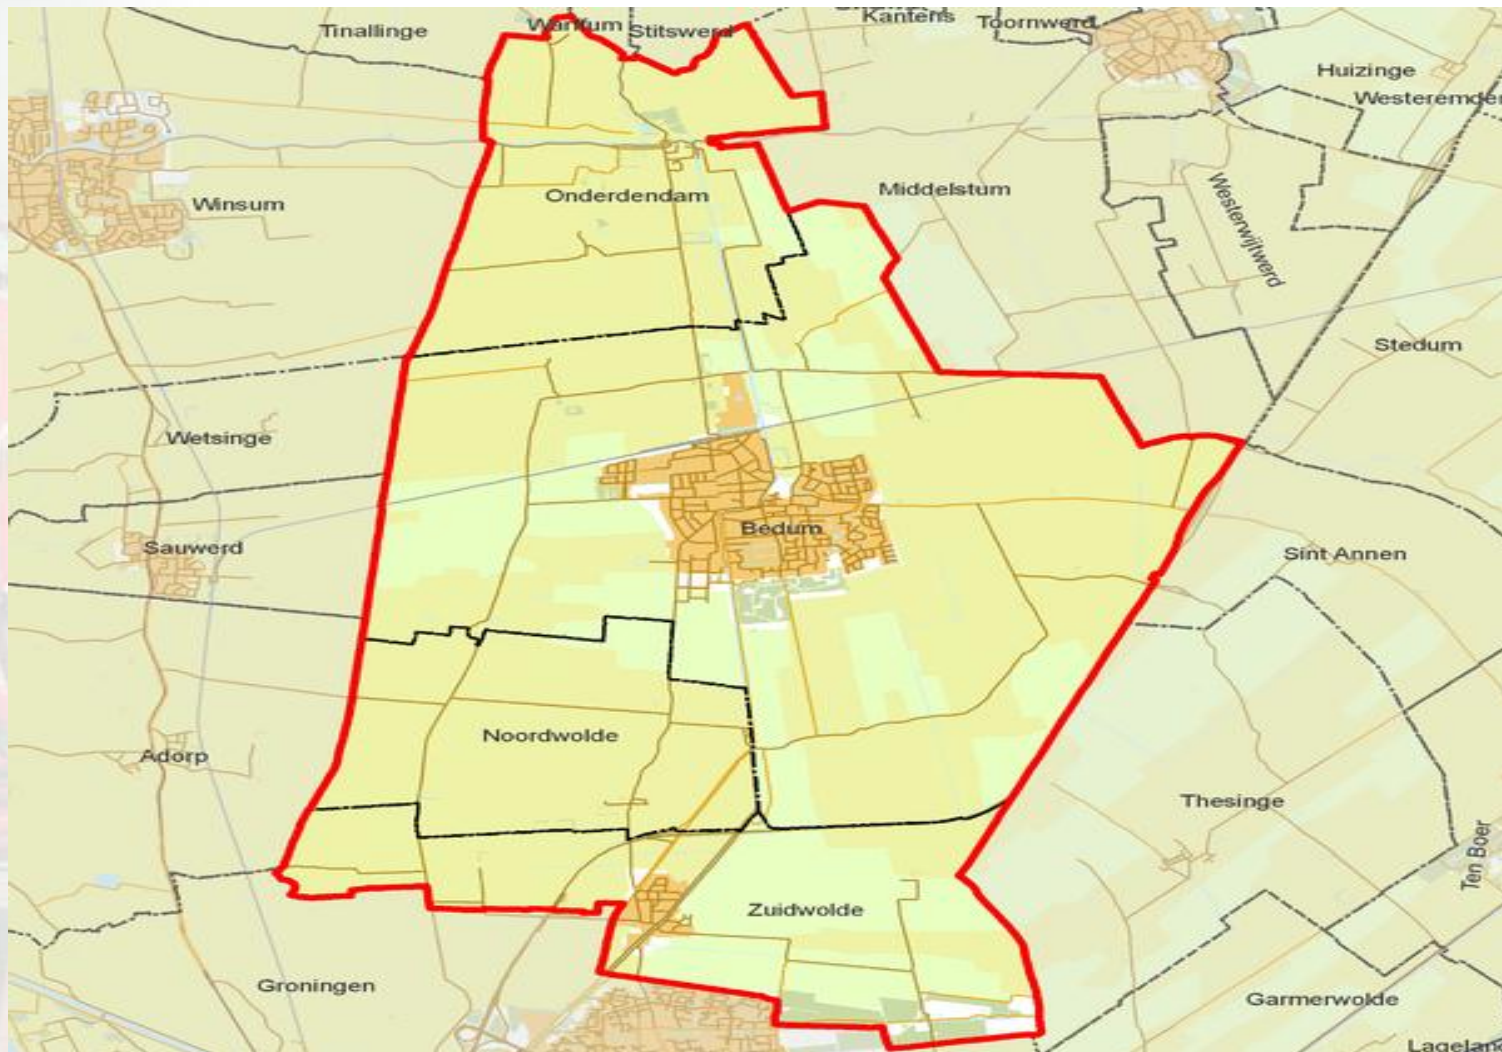 Kantens
Toornwerd
Warffum
Stitswerd
Tinallinge
Huizinge
Westeremden
Middelstum
Onderdendam
Winsum
Westerwijtwerd
Stedum
Wetsinge
Bedum
Sauwerd
Sint Annen
Noordwolde
Adorp
Thesinge
Ten Boer
Zuidwolde
Groningen
Garmerwolde
Lageland